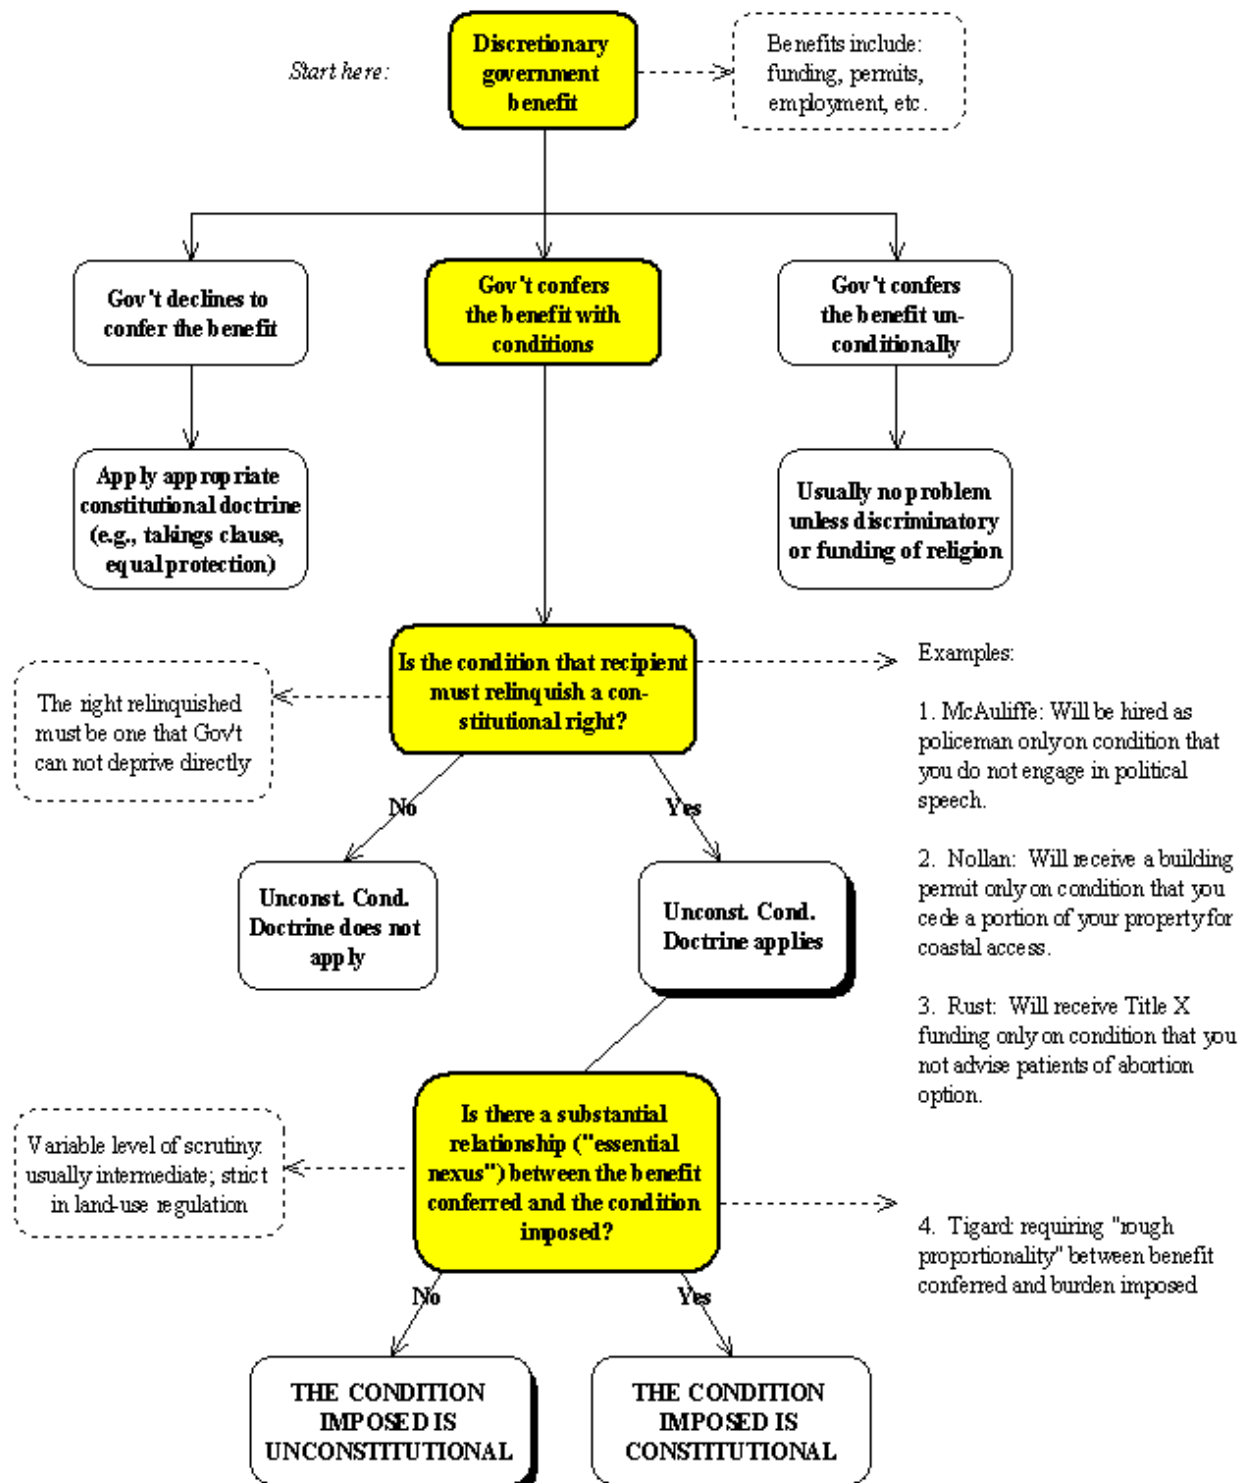 Start here:
Discretionary
government
benefit
Benefits include:
funding, permits,
employment, etc.
Gov't declines to
confer the benefit
Gov't confers
the benefit with
conditions
Gov't confers
the benefit un-
conditionally
Apply appropriate
constitutional doctrine
(e.g., takings clause,
equal protection)
Usually no problem
unless discriminatory
or funding of religion
The right relinquished
must be one that Gov't
can not deprive directly
Is the condition that recipient
must relinquish a con-
stitutional right?
Examples:
1. McAuliffe: Will be hired as
policeman only on condition that
you do not engage in political
speech.
2. Nollan: Will receive a building
permit only on condition that you
cede a portion of your property for
coastal access.
3. Rust: Will receive Title X
funding only on condition that you
not advise patients of abortion
option.
No
Yes
Unconst. Cond.
Doctrine does not
apply
Unconst. Cond.
Doctrine applies
Variable level of scrutiny:
usually intermediate; strict
in land-use regulation
Is there a substantial
relationship ("essential
nexus") between the benefit
conferred and the condition
imposed?
4. Tigard: requiring "rough
proportionality" between benefit
conferred and burden imposed
No
Yes
THE CONDITION
IMPOSED IS
UNCONSTITUTIONAL
THE CONDITION
IMPOSED IS
CONSTITUTIONAL